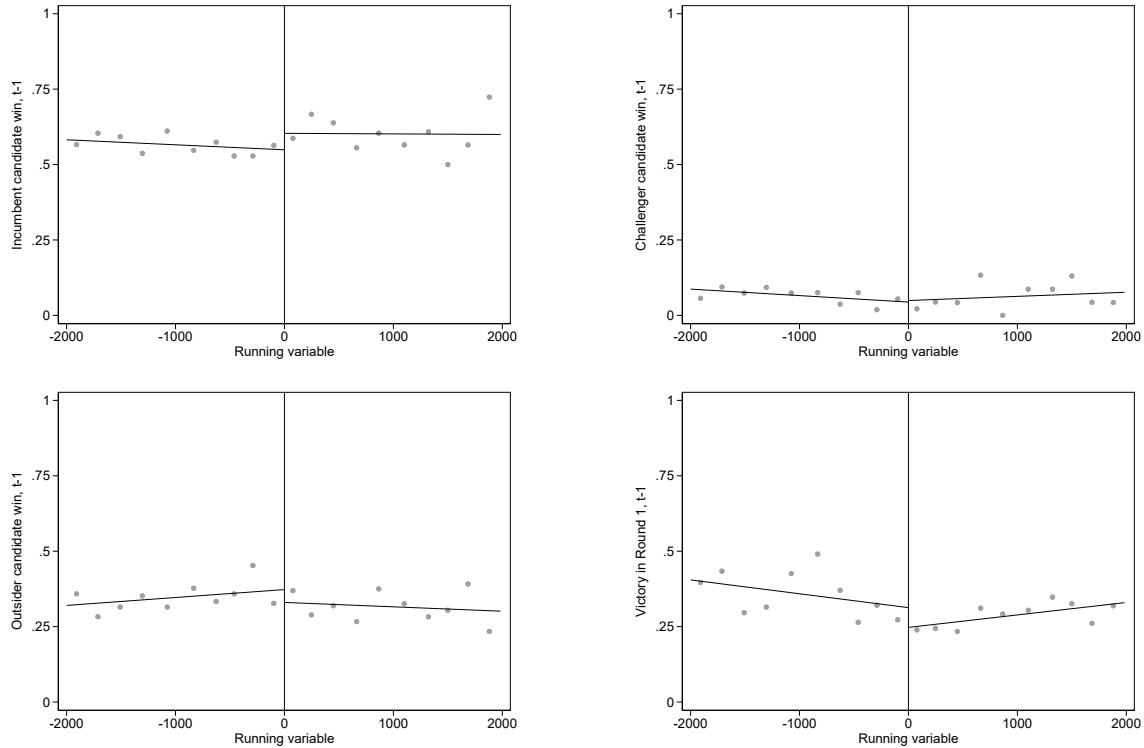 Incumbent candidate win, t-1
1
.75
.5
.25
0
-2000 -1000 0 1000 2000
Running variable
Challenger candidate win, t-1
1
.75
.5
.25
0
-2000 -1000 0 1000 2000
Running variable
Outsider candidate win, t-1
1
.75
.5
.25
0
-2000 -1000 0 1000 2000
Running variable
Victory in Round 1, t-1
1
.75
.5
.25
0
-2000 -1000 0 1000 2000
Running variable